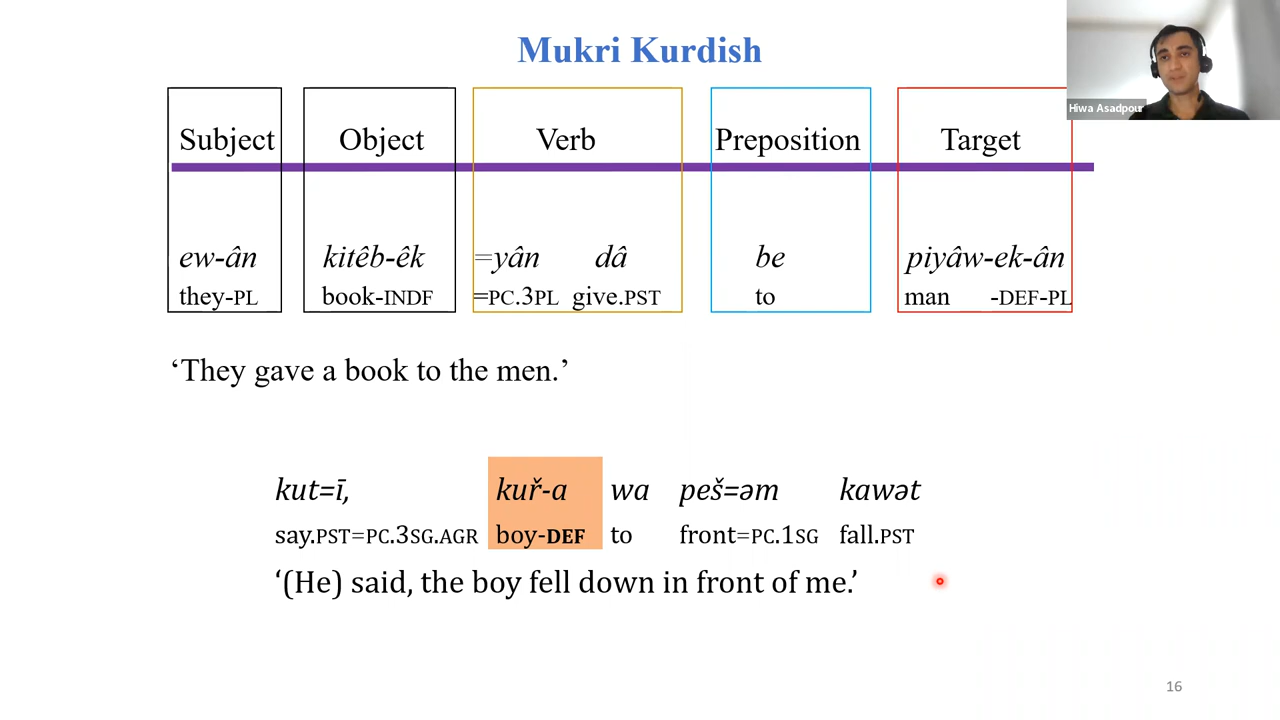 Mukri Kurdish
Hiwa Asadpour
Subject Object Verb Preposition Target
ew-ân kitêb-êk =yân dâ be piyâw-ek-ân
they-PL book-INDF =PC.3PL give.PST to man -DEF-PL
‘They gave a book to the men.’
kut=ī, kuř-a wa peš=əm kawət
say.PST=PC.3SG.AGR boy-DEF to front=PC.1SG fall.PST
‘(He) said, the boy fell down in front of me.’
16